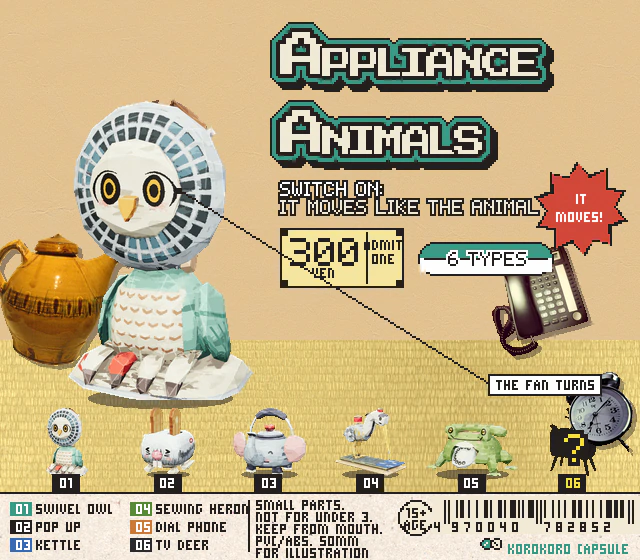 APPLIANCE
ANIMALS
SWITCH ON:
IT MOVES LIKE THE ANIMAL
IT
MOVES!
300
YEN
ADMIT
ONE
6 TYPES
THE FAN TURNS
?
01
02
03
04
05
06
01 SWIVEL OWL
02 POP UP
03 KETTLE
04 SEWING HERON
05 DIAL PHONE
06 TV DEER
SMALL PARTS.
NOT FOR UNDER 3.
KEEP FROM MOUTH.
PVC/ABS. 50MM
FOR ILLUSTRATION
15+
AGE
4 970040 782852
KOROKORO CAPSULE